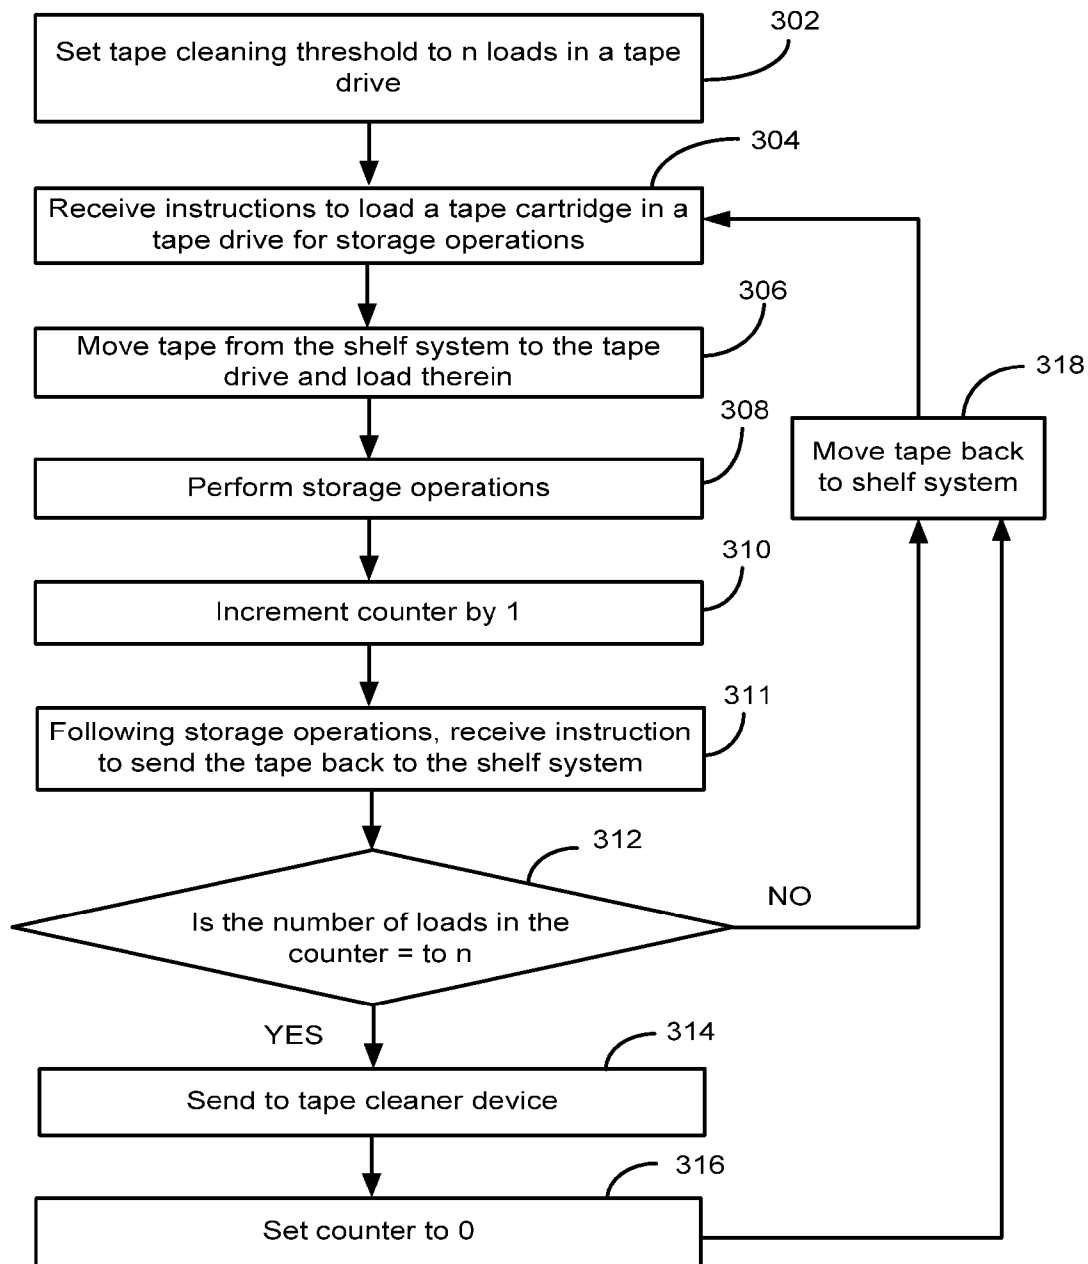 302
Set tape cleaning threshold to n loads in a tape
drive
304
Receive instructions to load a tape cartridge in a
tape drive for storage operations
306
Move tape from the shelf system to the tape
drive and load therein
318
Move tape back
to shelf system
308
Perform storage operations
310
Increment counter by 1
311
Following storage operations, receive instruction
to send the tape back to the shelf system
312
Is the number of loads in the
counter = to n
NO
YES
314
Send to tape cleaner device
316
Set counter to 0